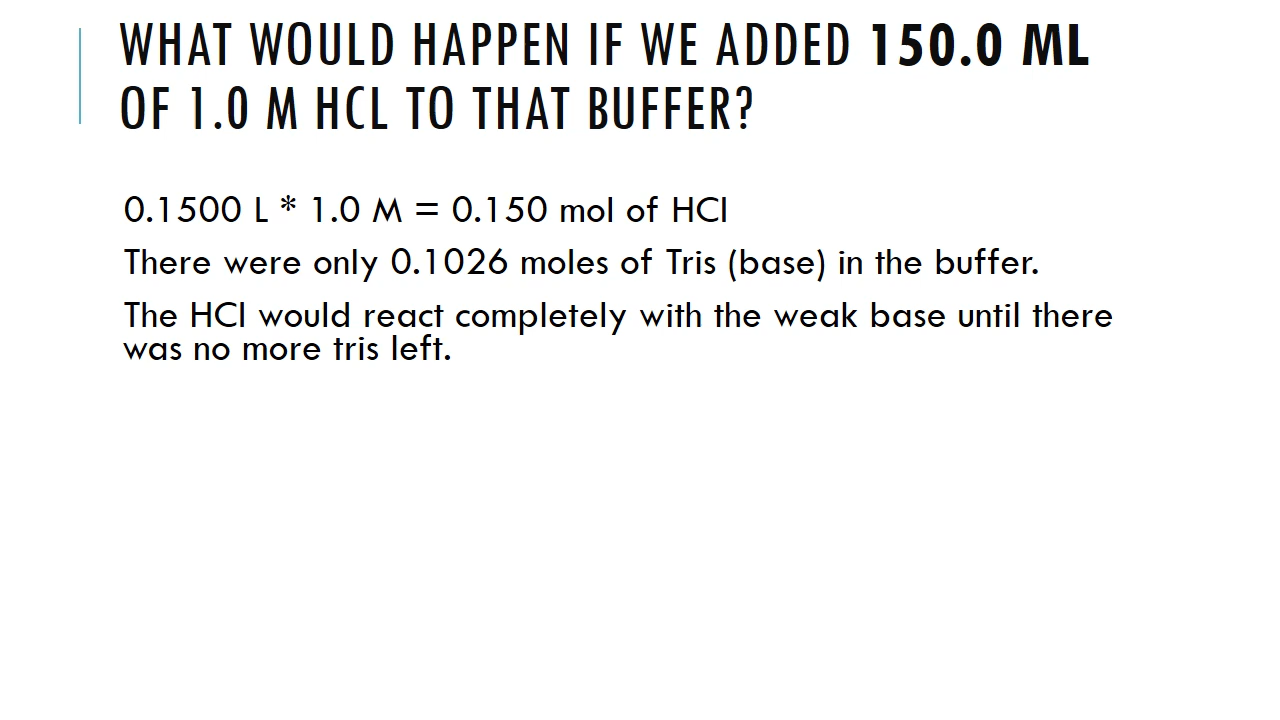 WHAT WOULD HAPPEN IF WE ADDED 150.0 ML
OF 1.0 M HCL TO THAT BUFFER?
0.1500 L * 1.0 M = 0.150 mol of HCl
There were only 0.1026 moles of Tris (base) in the buffer.
The HCl would react completely with the weak base until there
was no more tris left.